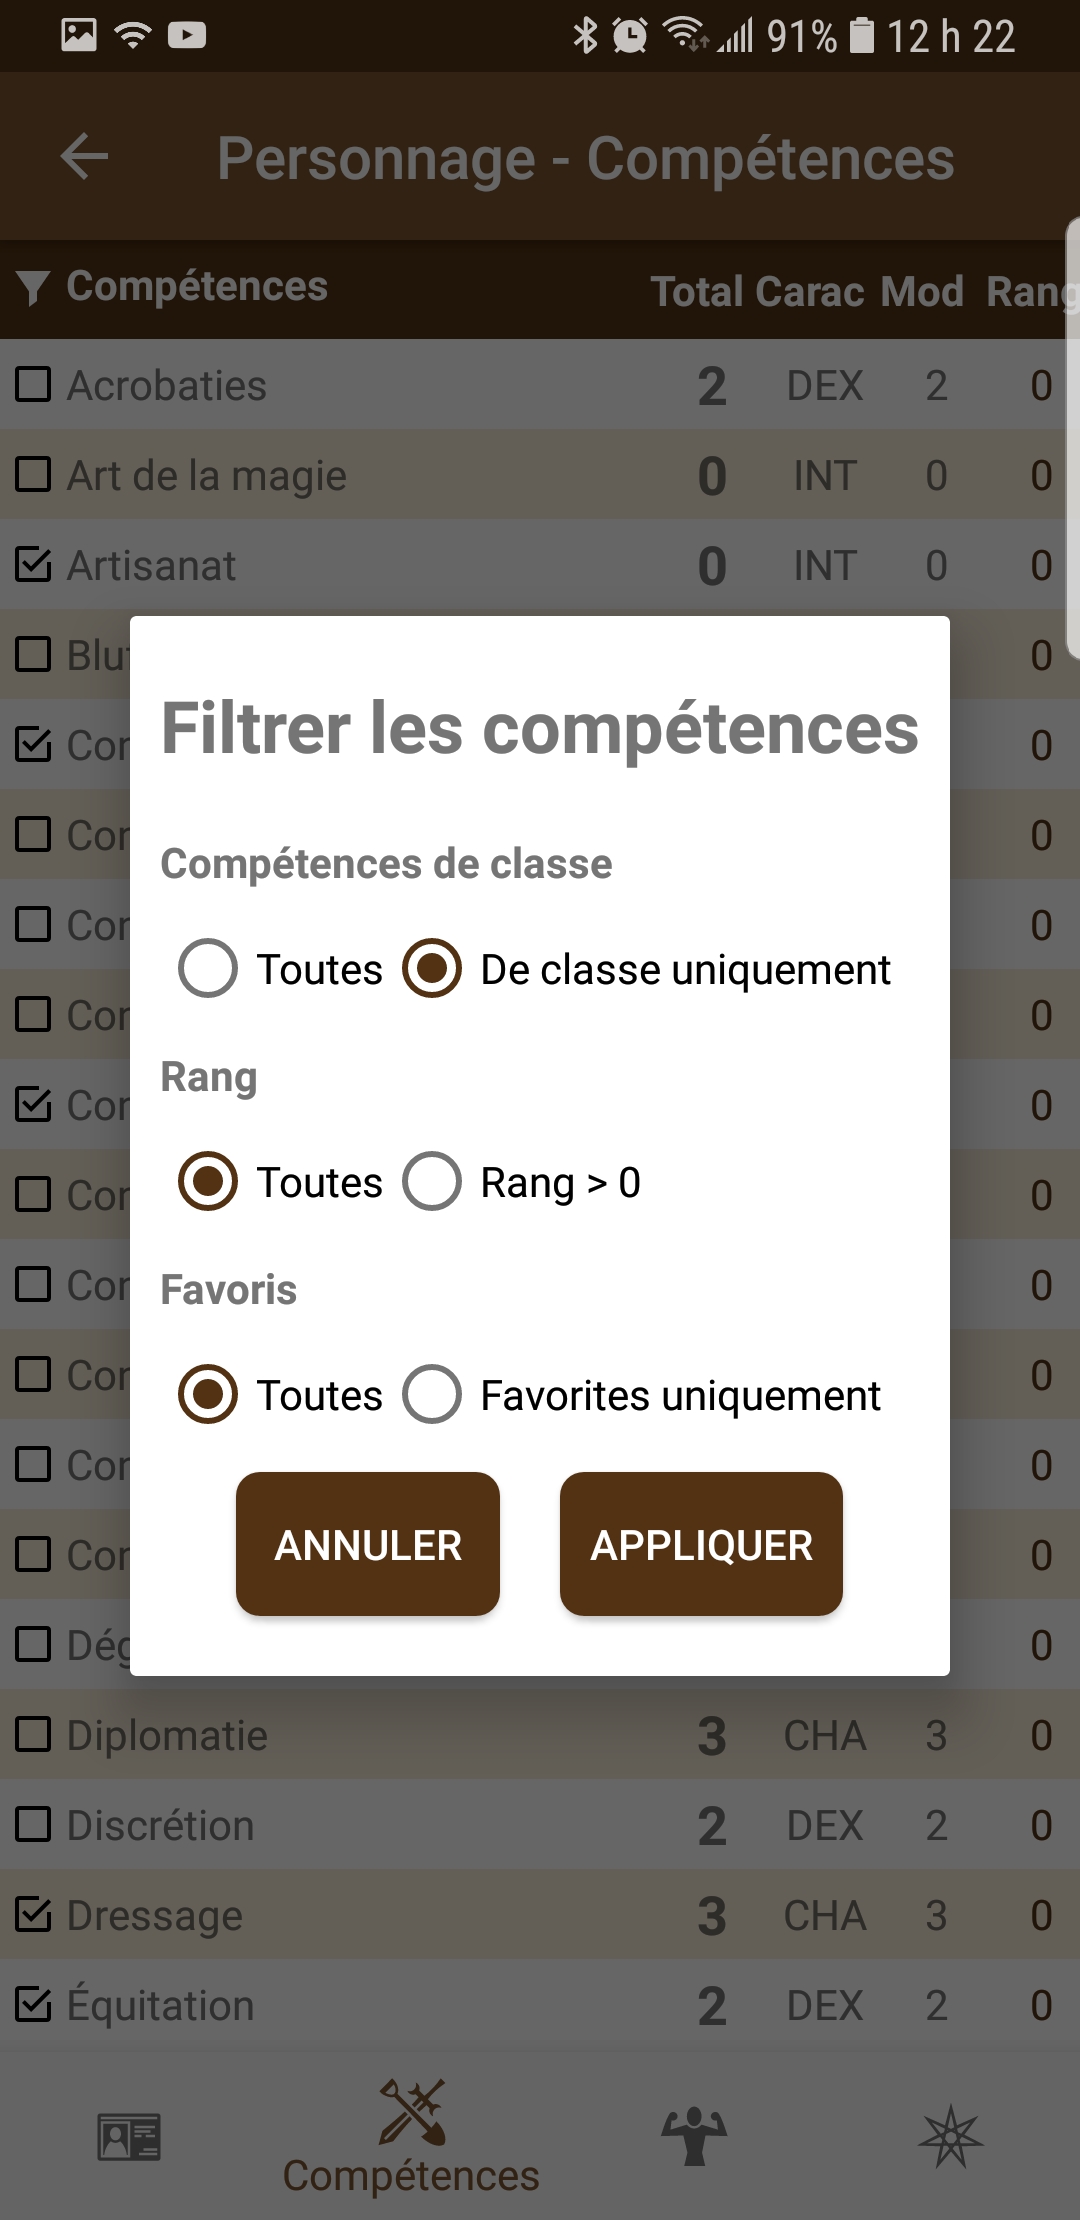 91% 12 h 22
Personnage - Compétences
Compétences Total Carac Mod Rang
Acrobaties 2 DEX 2 0
Art de la magie 0 INT 0 0
Artisanat 0 INT 0 0
0
0
0
0
0
0
0
0
0
0
0
0
Filtrer les compétences
Compétences de classe
Toutes De classe uniquement
Rang
Toutes Rang > 0
Favoris
Toutes Favorites uniquement
ANNULER APPLIQUER
Diplomatie 3 CHA 3 0
Discrétion 2 DEX 2 0
Dressage 3 CHA 3 0
Équitation 2 DEX 2 0
Compétences